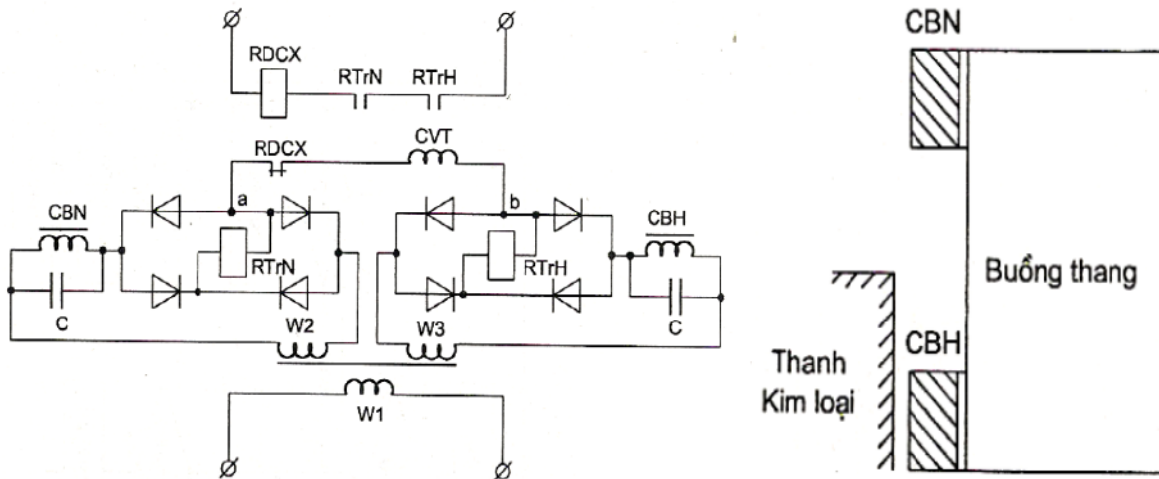 RDCX
RTrN
RTrH
RDCX
CVT
a
b
CBN
RTrN
C
CBH
RTrH
C
W2
W3
W1
CBN
Buồng thang
Thanh
Kim loại
CBH